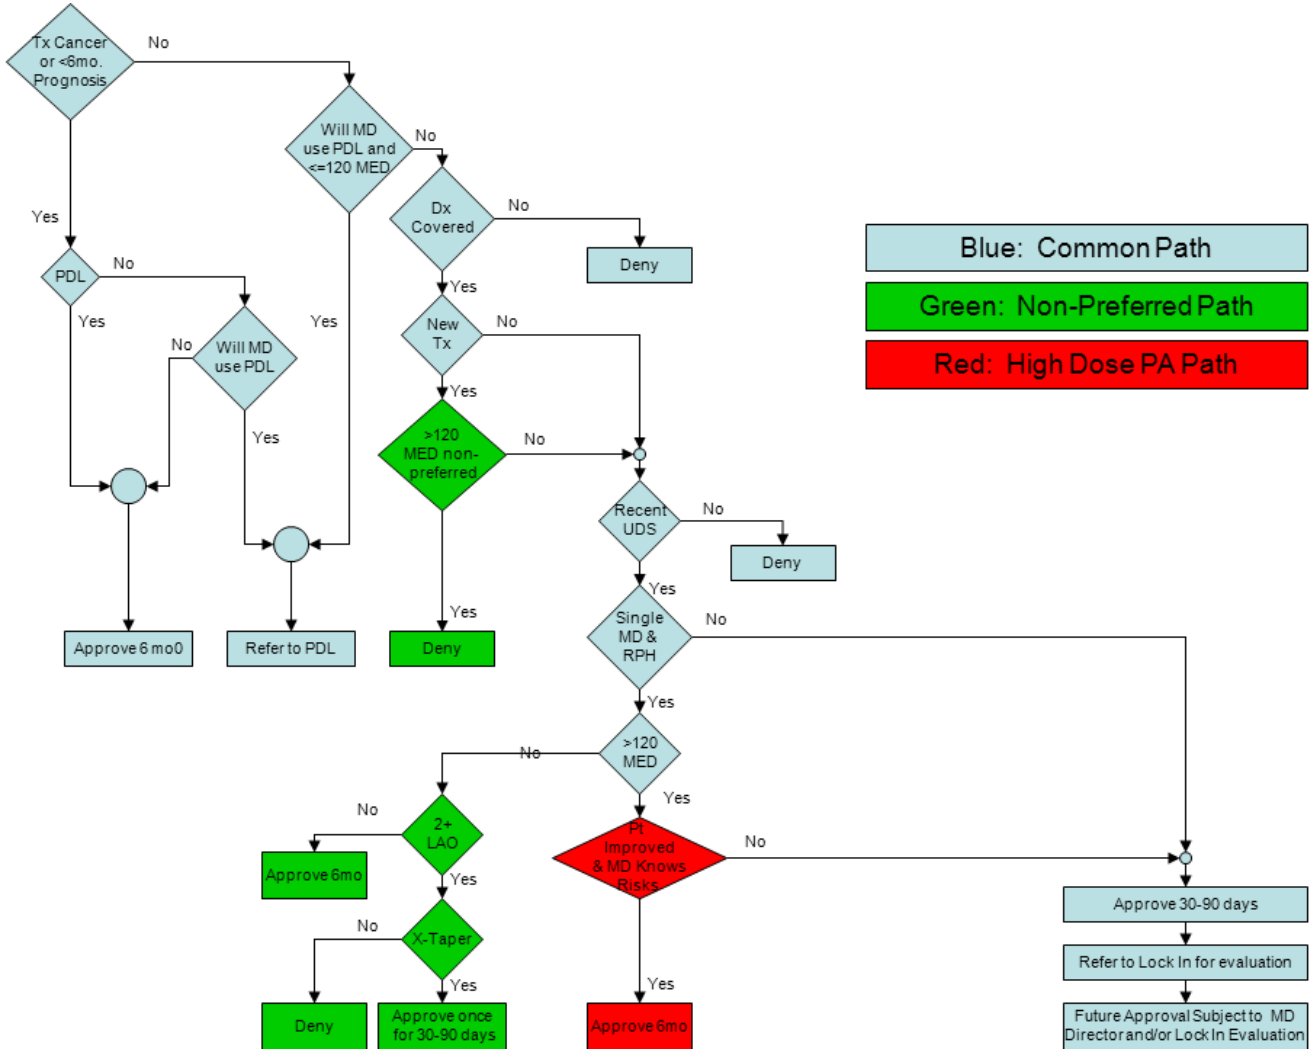 Tx Cancer
or <6mo.
Prognosis
No
Will MD
use PDL and
<=120 MED
No
Yes
Dx
Covered
No
Deny
Blue: Common Path
Green: Non-Preferred Path
Red: High Dose PA Path
PDL
No
Yes
Yes
Yes
New
Tx
No
No
Will MD
use PDL
Yes
Yes
>120
MED non-
preferred
No
Recent
UDS
No
Deny
Yes
Yes
Single
MD &
RPH
No
Approve 6 mo0
Refer to PDL
Deny
Yes
>120
MED
No
Yes
2+
LAO
No
Approve 6mo
Yes
Pt
Improved
& MD Knows
Risks
No
Approve 30-90 days
X-Taper
No
Yes
Yes
Refer to Lock In for evaluation
Deny
Approve once
for 30-90 days
Approve 6mo
Future Approval Subject to MD
Director and/or Lock In Evaluation